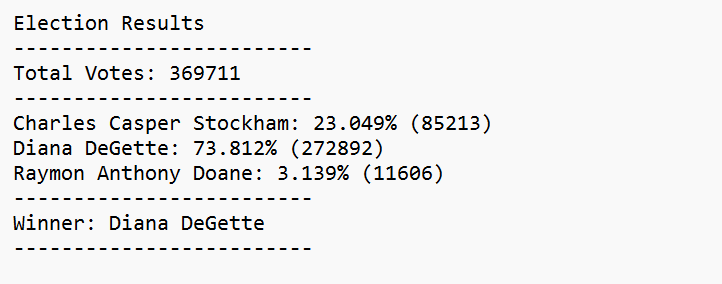 Election Results
-------------------------
Total Votes: 369711
-------------------------
Charles Casper Stockham: 23.049% (85213)
Diana DeGette: 73.812% (272892)
Raymon Anthony Doane: 3.139% (11606)
-------------------------
Winner: Diana DeGette
-------------------------